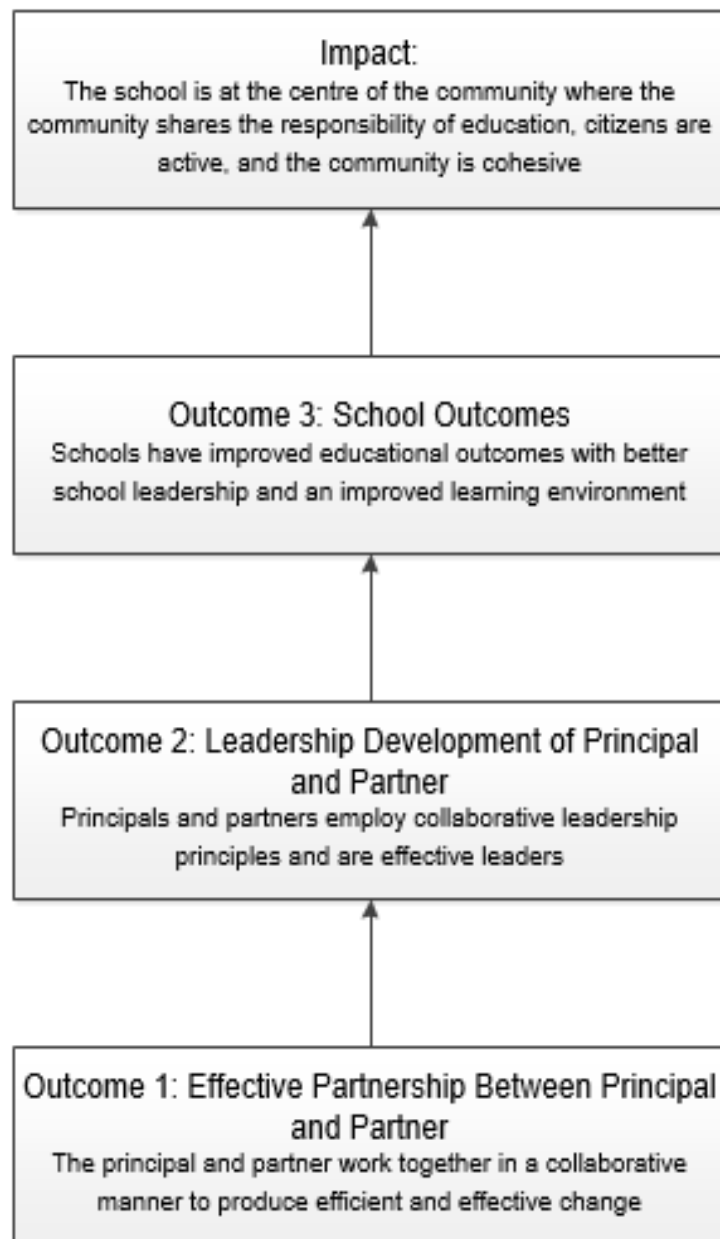 Impact:
The school is at the centre of the community where the
community shares the responsibility of education, citizens are
active, and the community is cohesive
Outcome 3: School Outcomes
Schools have improved educational outcomes with better
school leadership and an improved learning environment
Outcome 2: Leadership Development of Principal
and Partner
Principals and partners employ collaborative leadership
principles and are effective leaders
Outcome 1: Effective Partnership Between Principal
and Partner
The principal and partner work together in a collaborative
manner to produce efficient and effective change